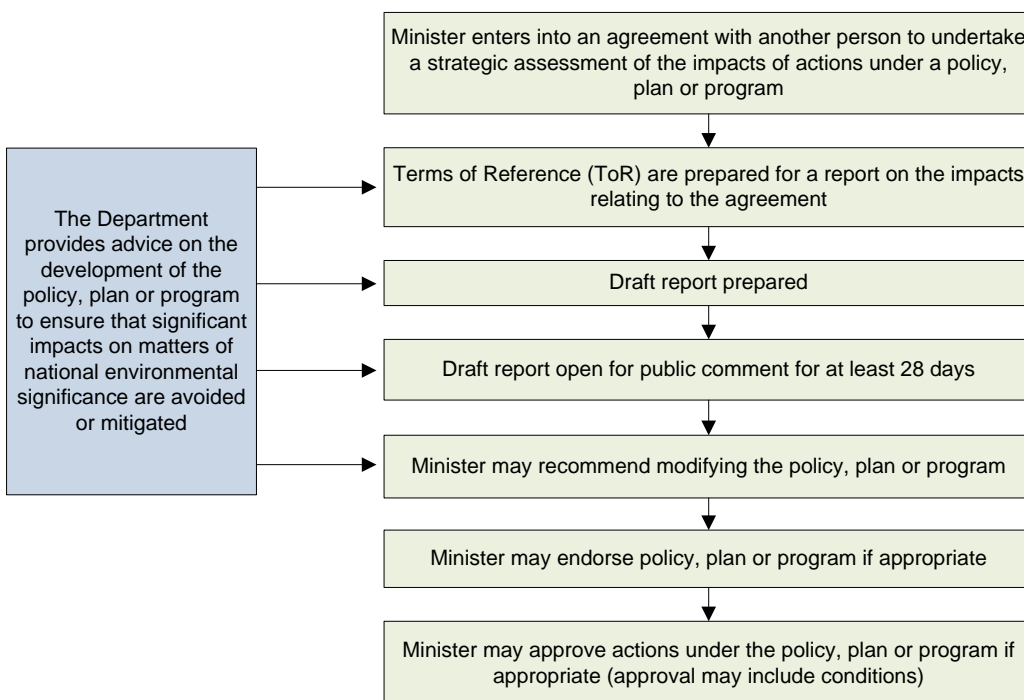 Minister enters into an agreement with another person to undertake
a strategic assessment of the impacts of actions under a policy,
plan or program
The Department
provides advice on the
development of the
policy, plan or program
to ensure that significant
impacts on matters of
national environmental
significance are avoided
or mitigated
Terms of Reference (ToR) are prepared for a report on the impacts
relating to the agreement
Draft report prepared
Draft report open for public comment for at least 28 days
Minister may recommend modifying the policy, plan or program
Minister may endorse policy, plan or program if appropriate
Minister may approve actions under the policy, plan or program if
appropriate (approval may include conditions)